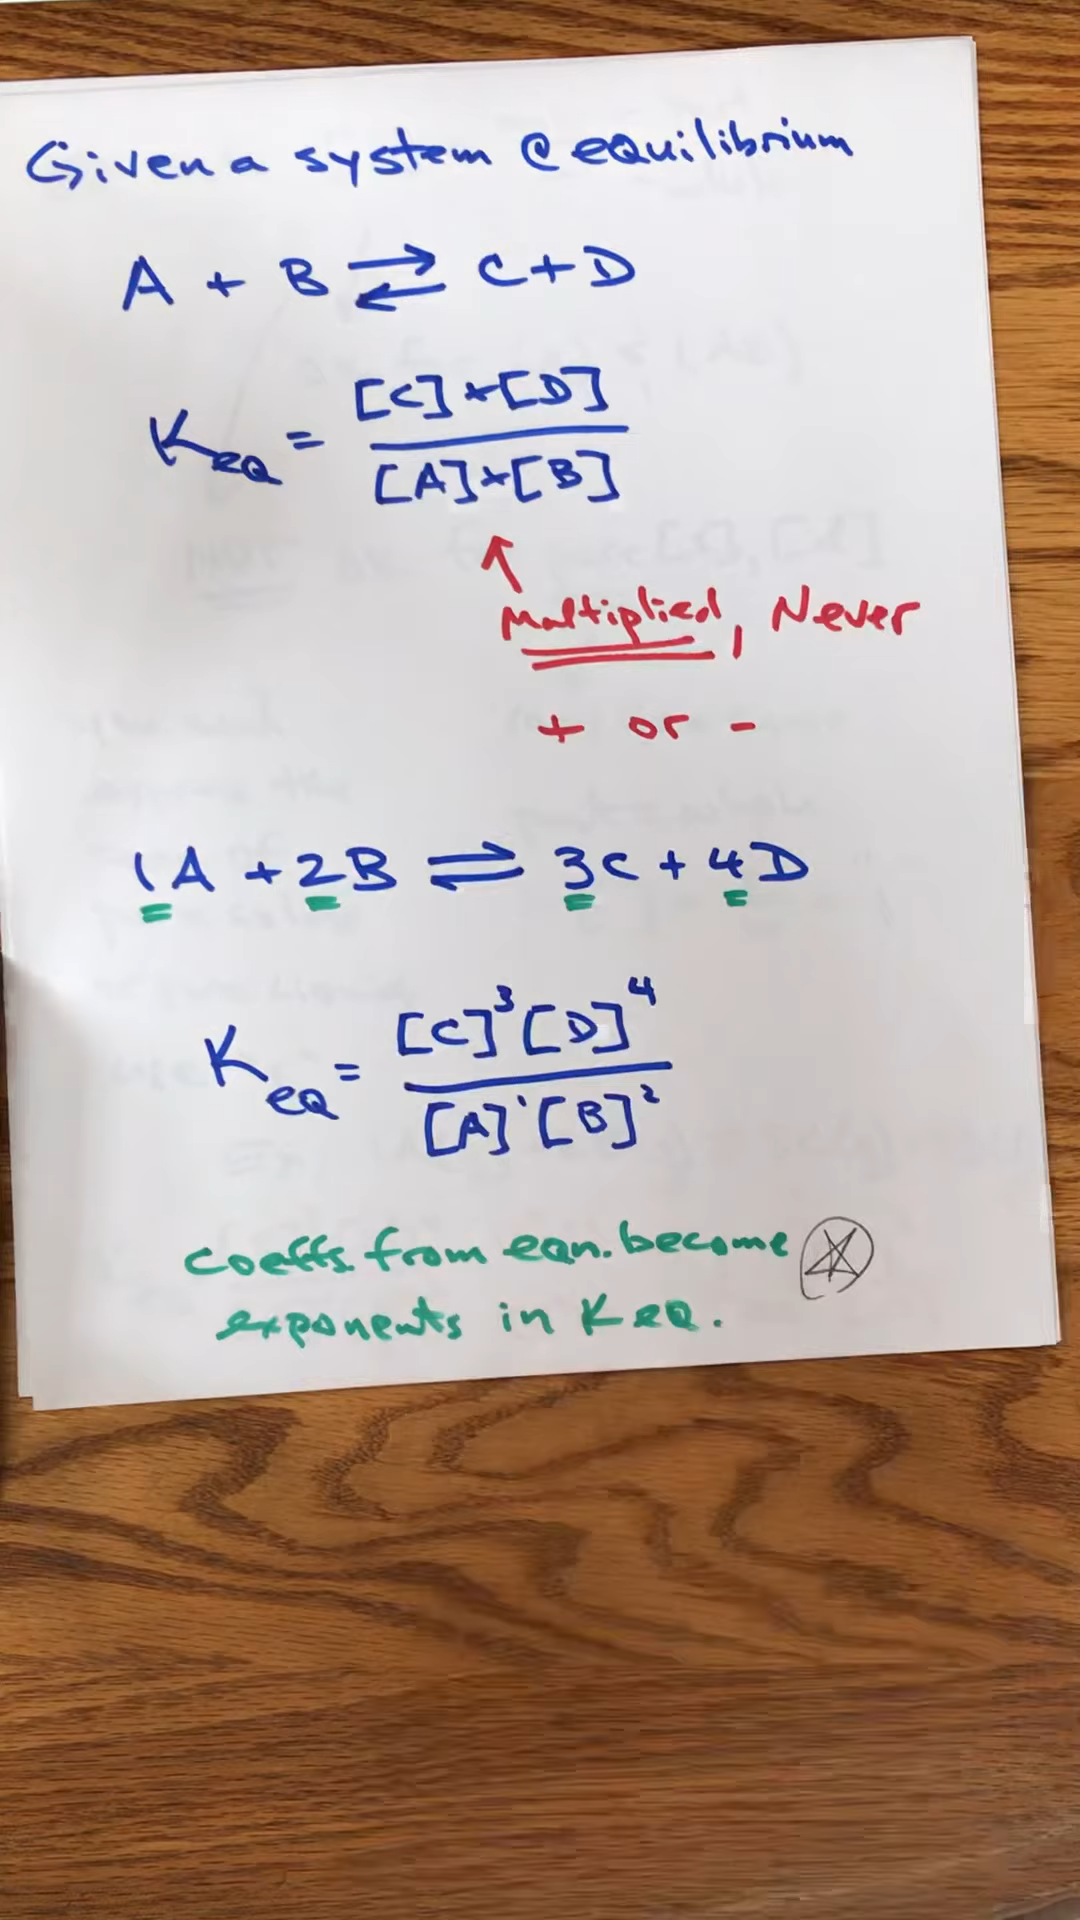 Given a system @ equilibrium
A + B ⇌ C + D
Keq = [C]×[D] / [A]×[B]
↑
Multiplied, Never
+ or -
1A + 2B ⇌ 3C + 4D
Keq = [C]³[D]⁴ / [A]¹[B]²
coeffs. from eqn. become
exponents in Keq.